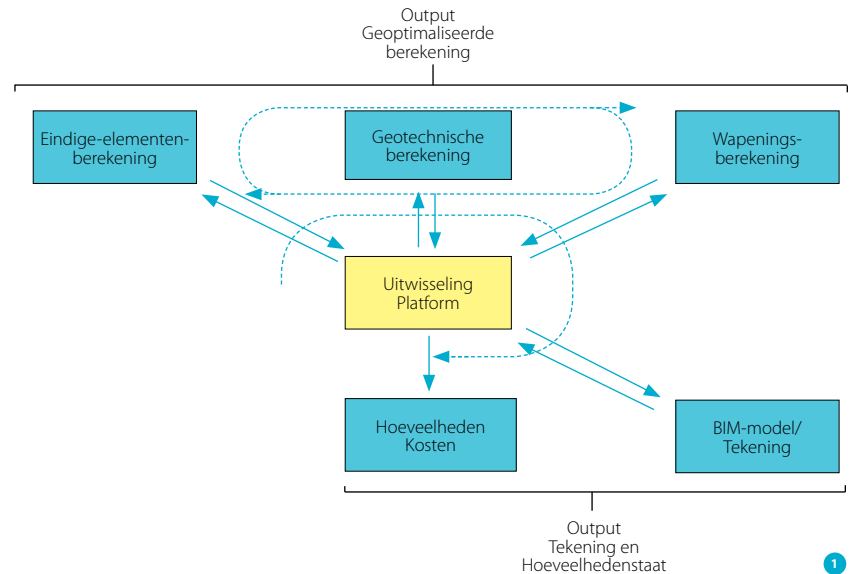 Output
Geoptimaliseerde
berekening
Eindige-elementen-
berekening
Geotechnische
berekening
Wapenings-
berekening
Uitwisseling
Platform
Hoeveelheden
Kosten
BIM-model/
Tekening
Output
Tekening en
Hoeveelhedenstaat
1